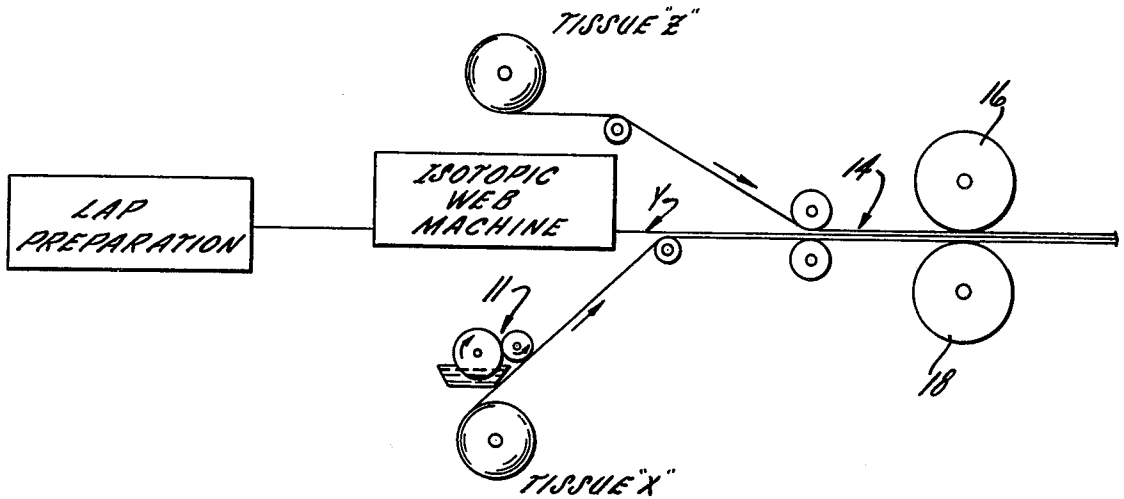 TISSUE "Z"
16
ISOTOPIC
WEB
MACHINE
Y
14
LAP
PREPARATION
11
18
TISSUE "X"